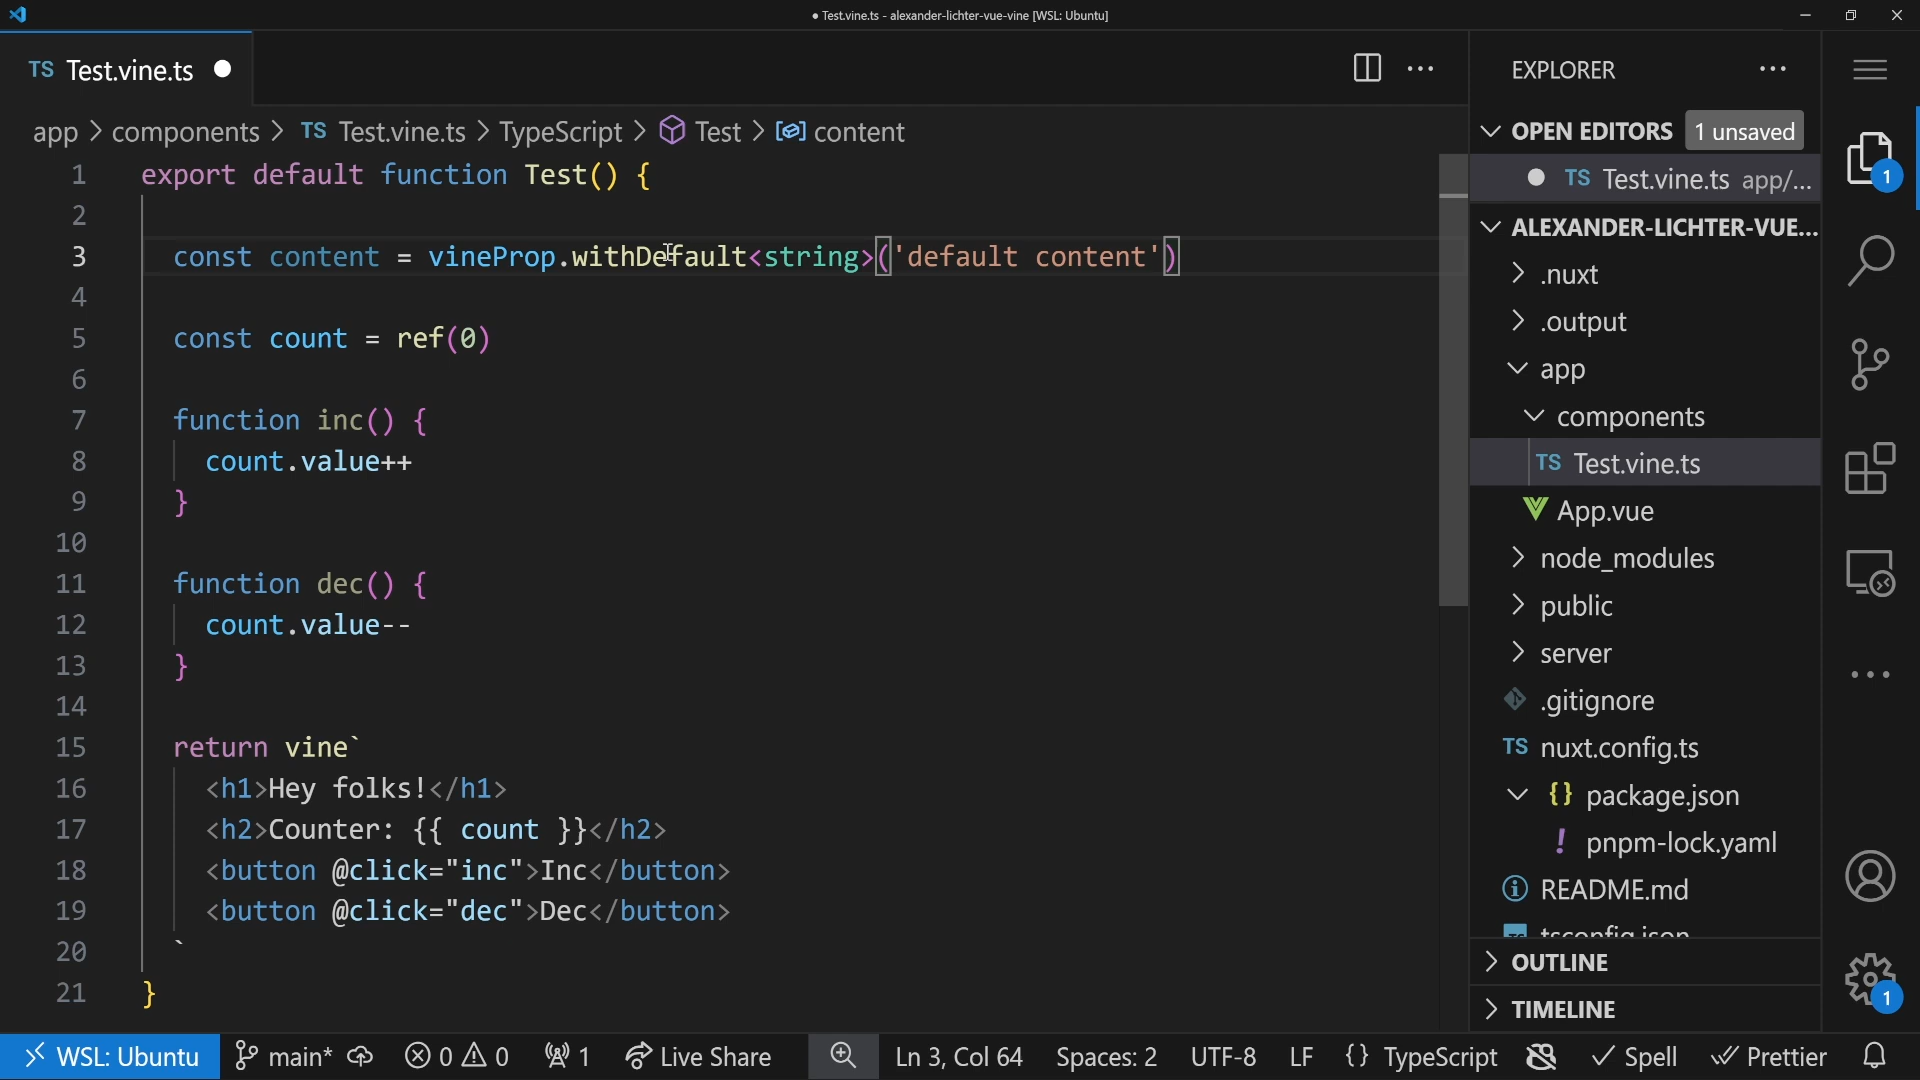 ● Test.vine.ts - alexander-lichter-vue-vine [WSL: Ubuntu]
TS Test.vine.ts ●
app > components > TS Test.vine.ts > TypeScript > Test > content
1 export default function Test() {
2
3 const content = vineProp.withDefault<string>('default content')
4
5 const count = ref(0)
6
7 function inc() {
8 count.value++
9 }
10
11 function dec() {
12 count.value--
13 }
14
15 return vine`
16 <h1>Hey folks!</h1>
17 <h2>Counter: {{ count }}</h2>
18 <button @click="inc">Inc</button>
19 <button @click="dec">Dec</button>
20 `
21 }
EXPLORER
OPEN EDITORS 1 unsaved
● TS Test.vine.ts app/...
ALEXANDER-LICHTER-VUE...
.nuxt
.output
app
components
TS Test.vine.ts
App.vue
node_modules
public
server
.gitignore
TS nuxt.config.ts
{} package.json
! pnpm-lock.yaml
README.md
tsconfig.json
OUTLINE
TIMELINE
1
1
WSL: Ubuntu main* 0 0 1 Live Share Ln 3, Col 64 Spaces: 2 UTF-8 LF {} TypeScript Spell Prettier